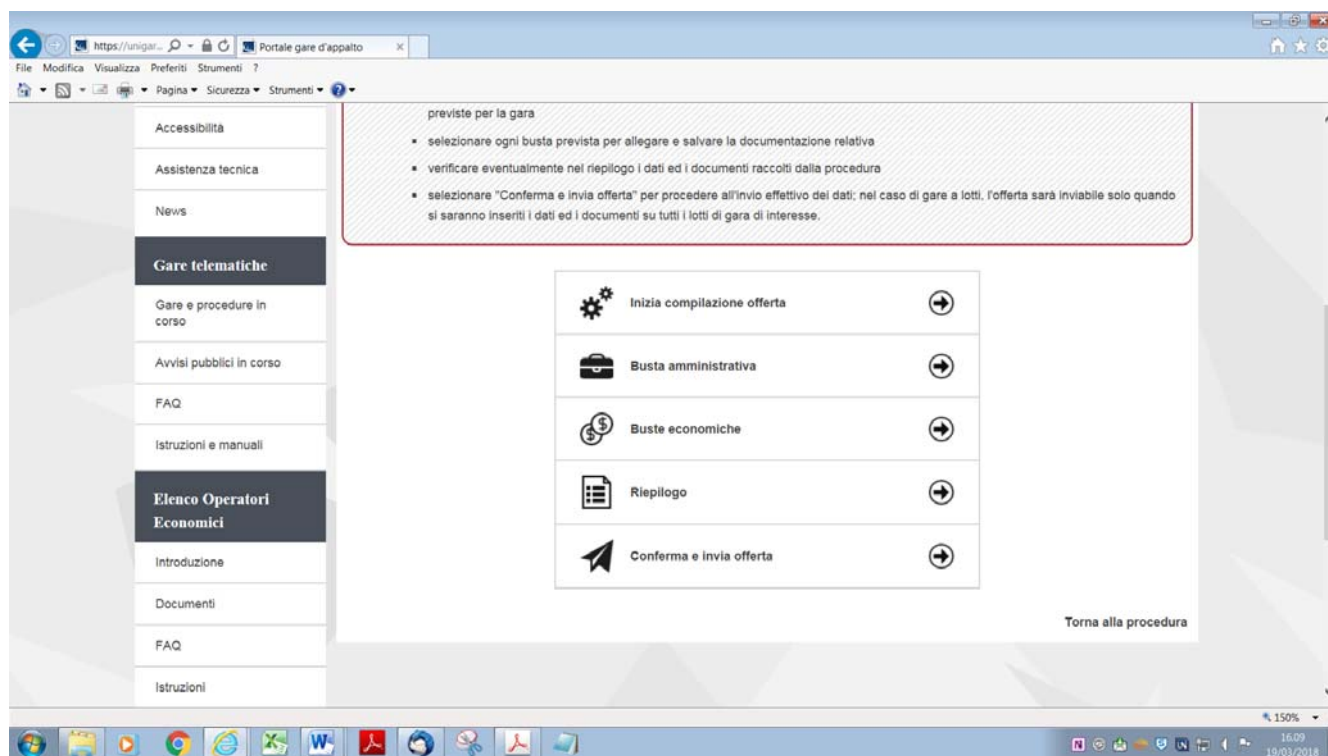 https://unigar...
Portale gare d'appalto
File Modifica Visualizza Preferiti Strumenti ?
Pagina Sicurezza Strumenti
Accessibilità
Assistenza tecnica
News
Gare telematiche
Gare e procedure in
corso
Avvisi pubblici in corso
FAQ
Istruzioni e manuali
Elenco Operatori
Economici
Introduzione
Documenti
FAQ
Istruzioni
previste per la gara
selezionare ogni busta prevista per allegare e salvare la documentazione relativa
verificare eventualmente nel riepilogo i dati ed i documenti raccolti dalla procedura
selezionare "Conferma e invia offerta" per procedere all'invio effettivo dei dati; nel caso di gare a lotti, l'offerta sarà inviabile solo quando
si saranno inseriti i dati ed i documenti su tutti i lotti di gara di interesse.
Inizia compilazione offerta
Busta amministrativa
Buste economiche
Riepilogo
Conferma e invia offerta
Torna alla procedura
150%
16.09
19/03/2018